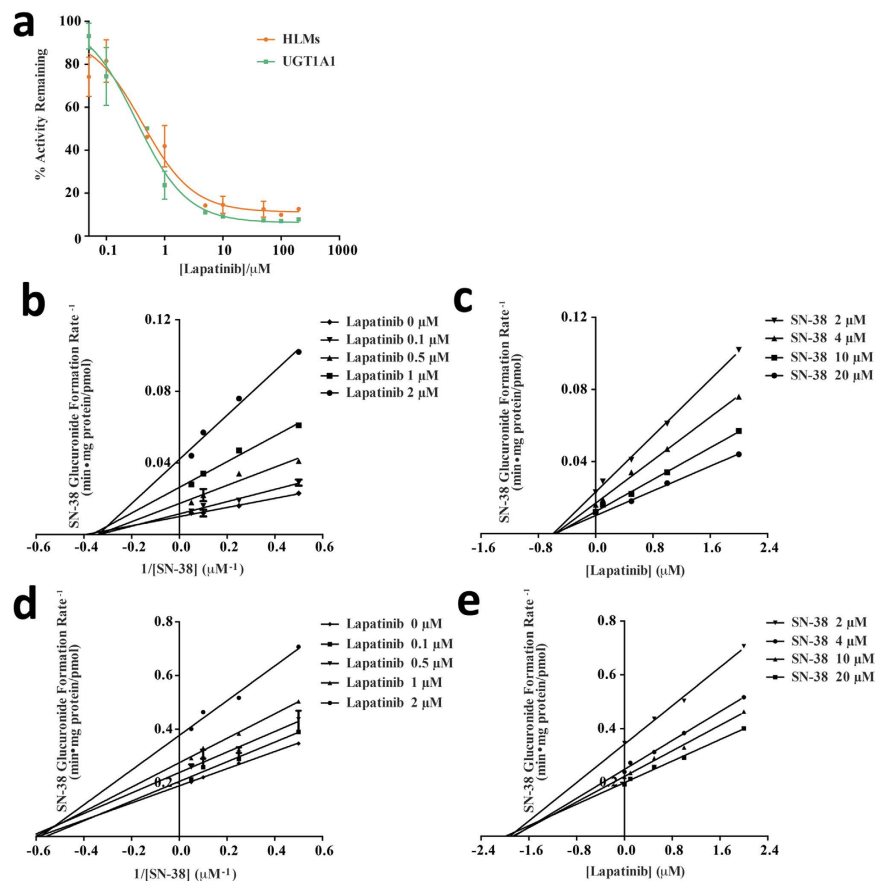 a
% Activity Remaining
100
80
60
40
20
0
0.1
1
10
100
1000
[Lapatinib]/μM
HLMs
UGT1A1
b
SN-38 Glucuronide Formation Rate⁻¹
(min•mg protein/pmol)
0.12
0.08
0.04
-0.6
-0.4
-0.2
0.0
0.2
0.4
0.6
1/[SN-38] (μM⁻¹)
Lapatinib 0 μM
Lapatinib 0.1 μM
Lapatinib 0.5 μM
Lapatinib 1 μM
Lapatinib 2 μM
c
SN-38 Glucuronide Formation Rate⁻¹
(min•mg protein/pmol)
0.12
0.08
0.04
-1.6
-0.8
0.0
0.8
1.6
2.4
[Lapatinib] (μM)
SN-38 2 μM
SN-38 4 μM
SN-38 10 μM
SN-38 20 μM
d
SN-38 Glucuronide Formation Rate⁻¹
(min•mg protein/pmol)
0.8
0.6
0.4
0.2
-0.6
-0.4
-0.2
0.0
0.2
0.4
0.6
1/[SN-38] (μM⁻¹)
Lapatinib 0 μM
Lapatinib 0.1 μM
Lapatinib 0.5 μM
Lapatinib 1 μM
Lapatinib 2 μM
e
SN-38 Glucuronide Formation Rate⁻¹
(min•mg protein/pmol)
0.8
0.6
0.4
-2.4
-1.6
-0.8
0.0
0.8
1.6
2.4
[Lapatinib] (μM)
SN-38 2 μM
SN-38 4 μM
SN-38 10 μM
SN-38 20 μM